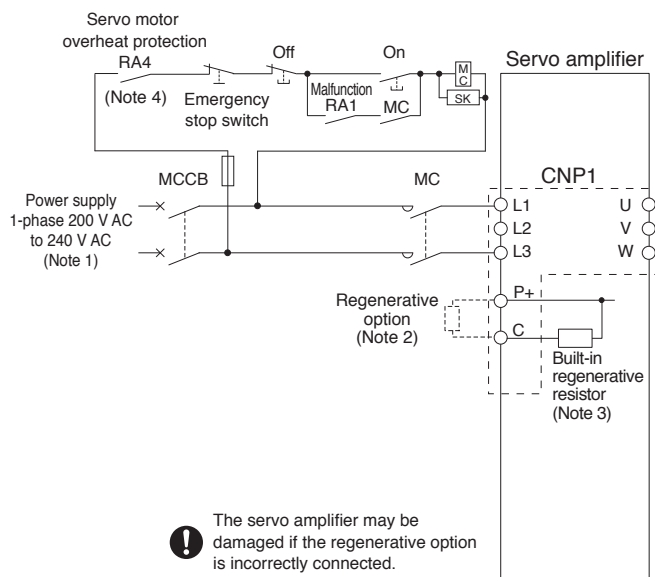 Servo motor
overheat protection
RA4
(Note 4)
Emergency
stop switch
Off
On
Malfunction
RA1
MC
M
C
SK
Servo amplifier
CNP1
MCCB
MC
Power supply
1-phase 200 V AC
to 240 V AC
(Note 1)
L1
L2
L3
U
V
W
Regenerative
option
(Note 2)
P+
C
Built-in
regenerative
resistor
(Note 3)
The servo amplifier may be
damaged if the regenerative option
is incorrectly connected.